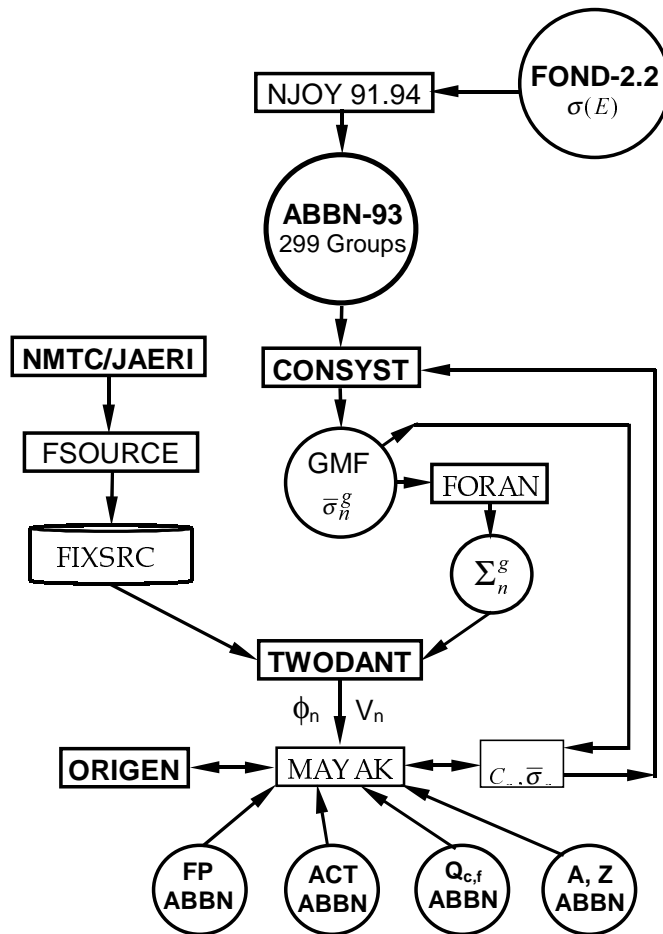 FOND-2.2
σ(E)
NJOY 91.94
ABBN-93
299 Groups
NMTC/JAERI
CONSYST
FSOURCE
GMF
σ̅ₙᵍ
FORAN
FIXSRC
Σₙᵍ
TWODANT
ϕₙ Vₙ
ORIGEN
MAYAK
C , σ̅
FP
ABBN
ACT
ABBN
Q_c,f
ABBN
A, Z
ABBN